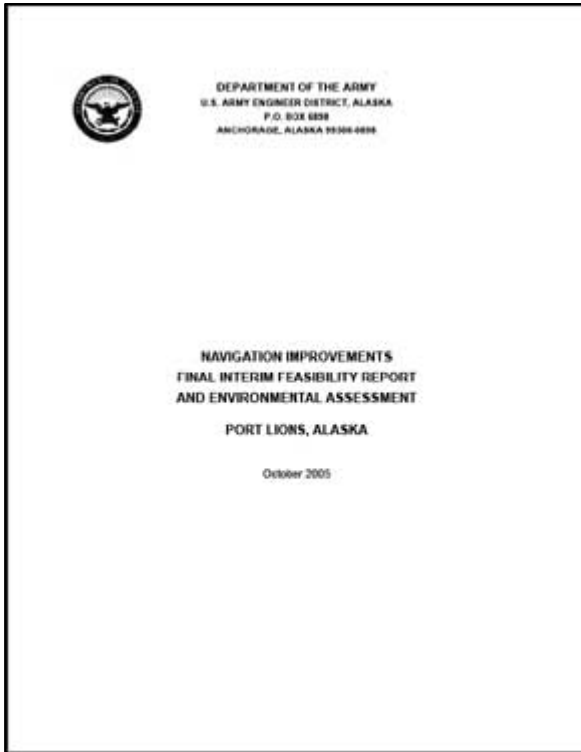 DEPARTMENT OF THE ARMY
U.S. ARMY ENGINEER DISTRICT, ALASKA
P.O. BOX 6898
ANCHORAGE, ALASKA 99506-0898
NAVIGATION IMPROVEMENTS
FINAL INTERIM FEASIBILITY REPORT
AND ENVIRONMENTAL ASSESSMENT
PORT LIONS, ALASKA
October 2005